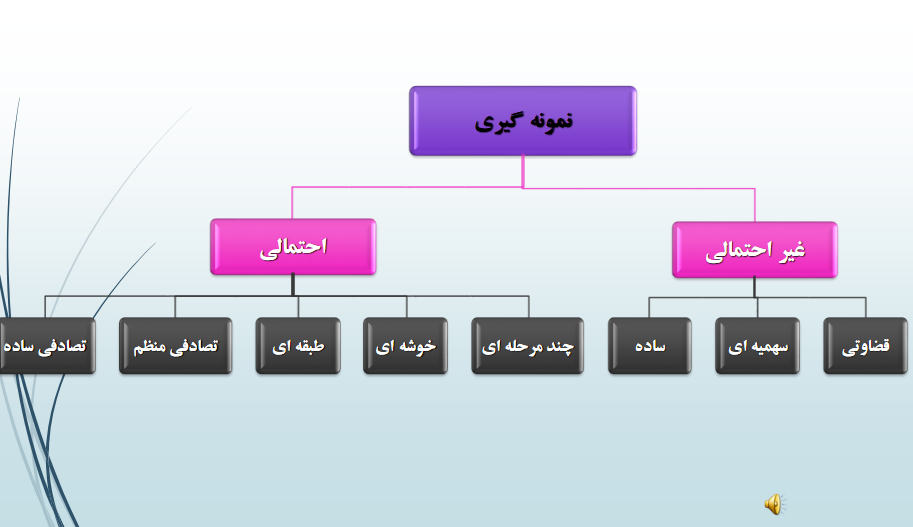 نمونه گیری
غیر احتمالی
احتمالی
قضاوتی
سهمیه ای
ساده
چند مرحله ای
خوشه ای
طبقه ای
تصادفی منظم
تصادفی ساده